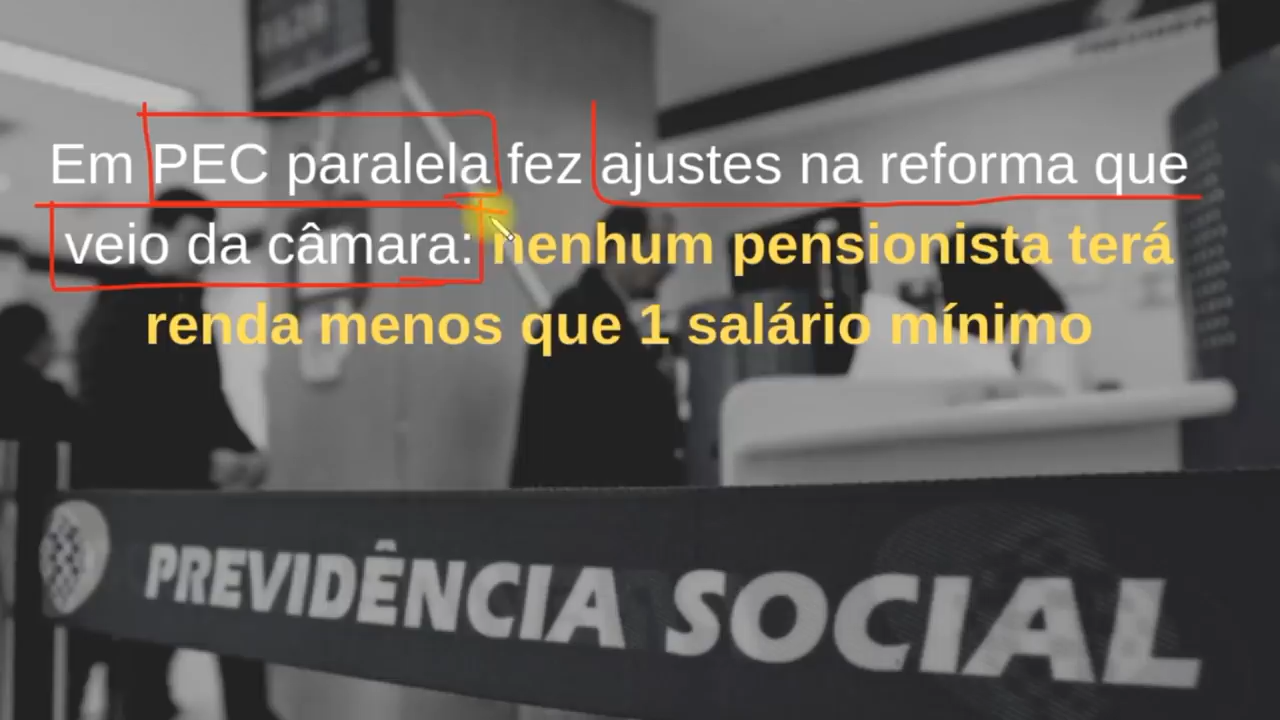 Em PEC paralela fez ajustes na reforma que
veio da câmara: nenhum pensionista terá
renda menos que 1 salário mínimo
PREVIDÊNCIA SOCIAL